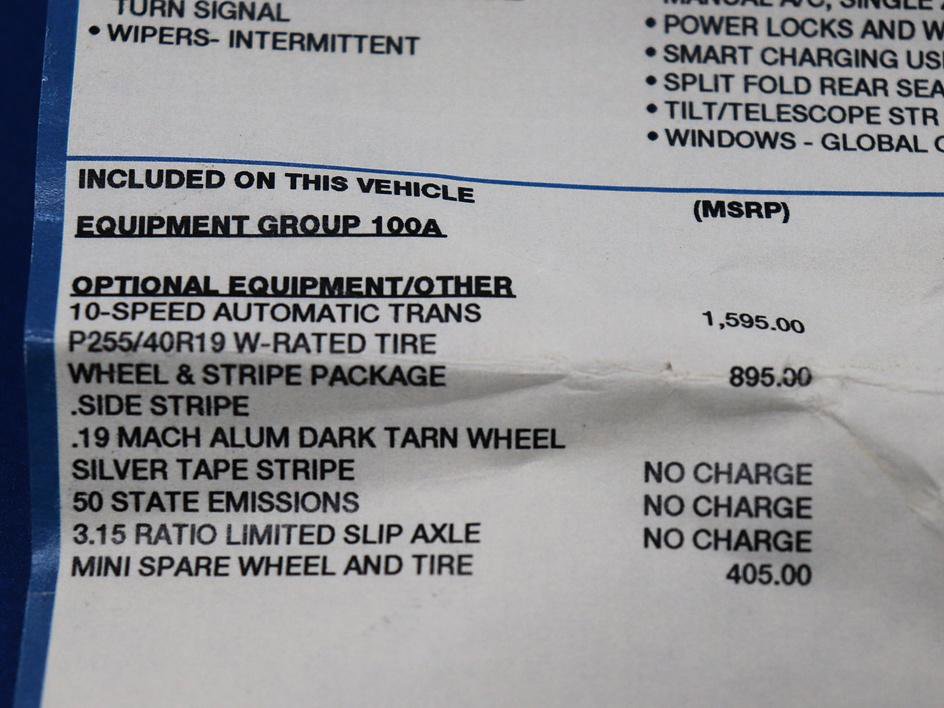 TURN SIGNAL
• WIPERS- INTERMITTENT
MANUAL A/C, SINGLE
• POWER LOCKS AND W
• SMART CHARGING US
• SPLIT FOLD REAR SEA
• TILT/TELESCOPE STR
• WINDOWS - GLOBAL
INCLUDED ON THIS VEHICLE
(MSRP)
EQUIPMENT GROUP 100A
OPTIONAL EQUIPMENT/OTHER
10-SPEED AUTOMATIC TRANS 1,595.00
P255/40R19 W-RATED TIRE
WHEEL & STRIPE PACKAGE 895.00
.SIDE STRIPE
.19 MACH ALUM DARK TARN WHEEL
SILVER TAPE STRIPE NO CHARGE
50 STATE EMISSIONS NO CHARGE
3.15 RATIO LIMITED SLIP AXLE NO CHARGE
MINI SPARE WHEEL AND TIRE 405.00